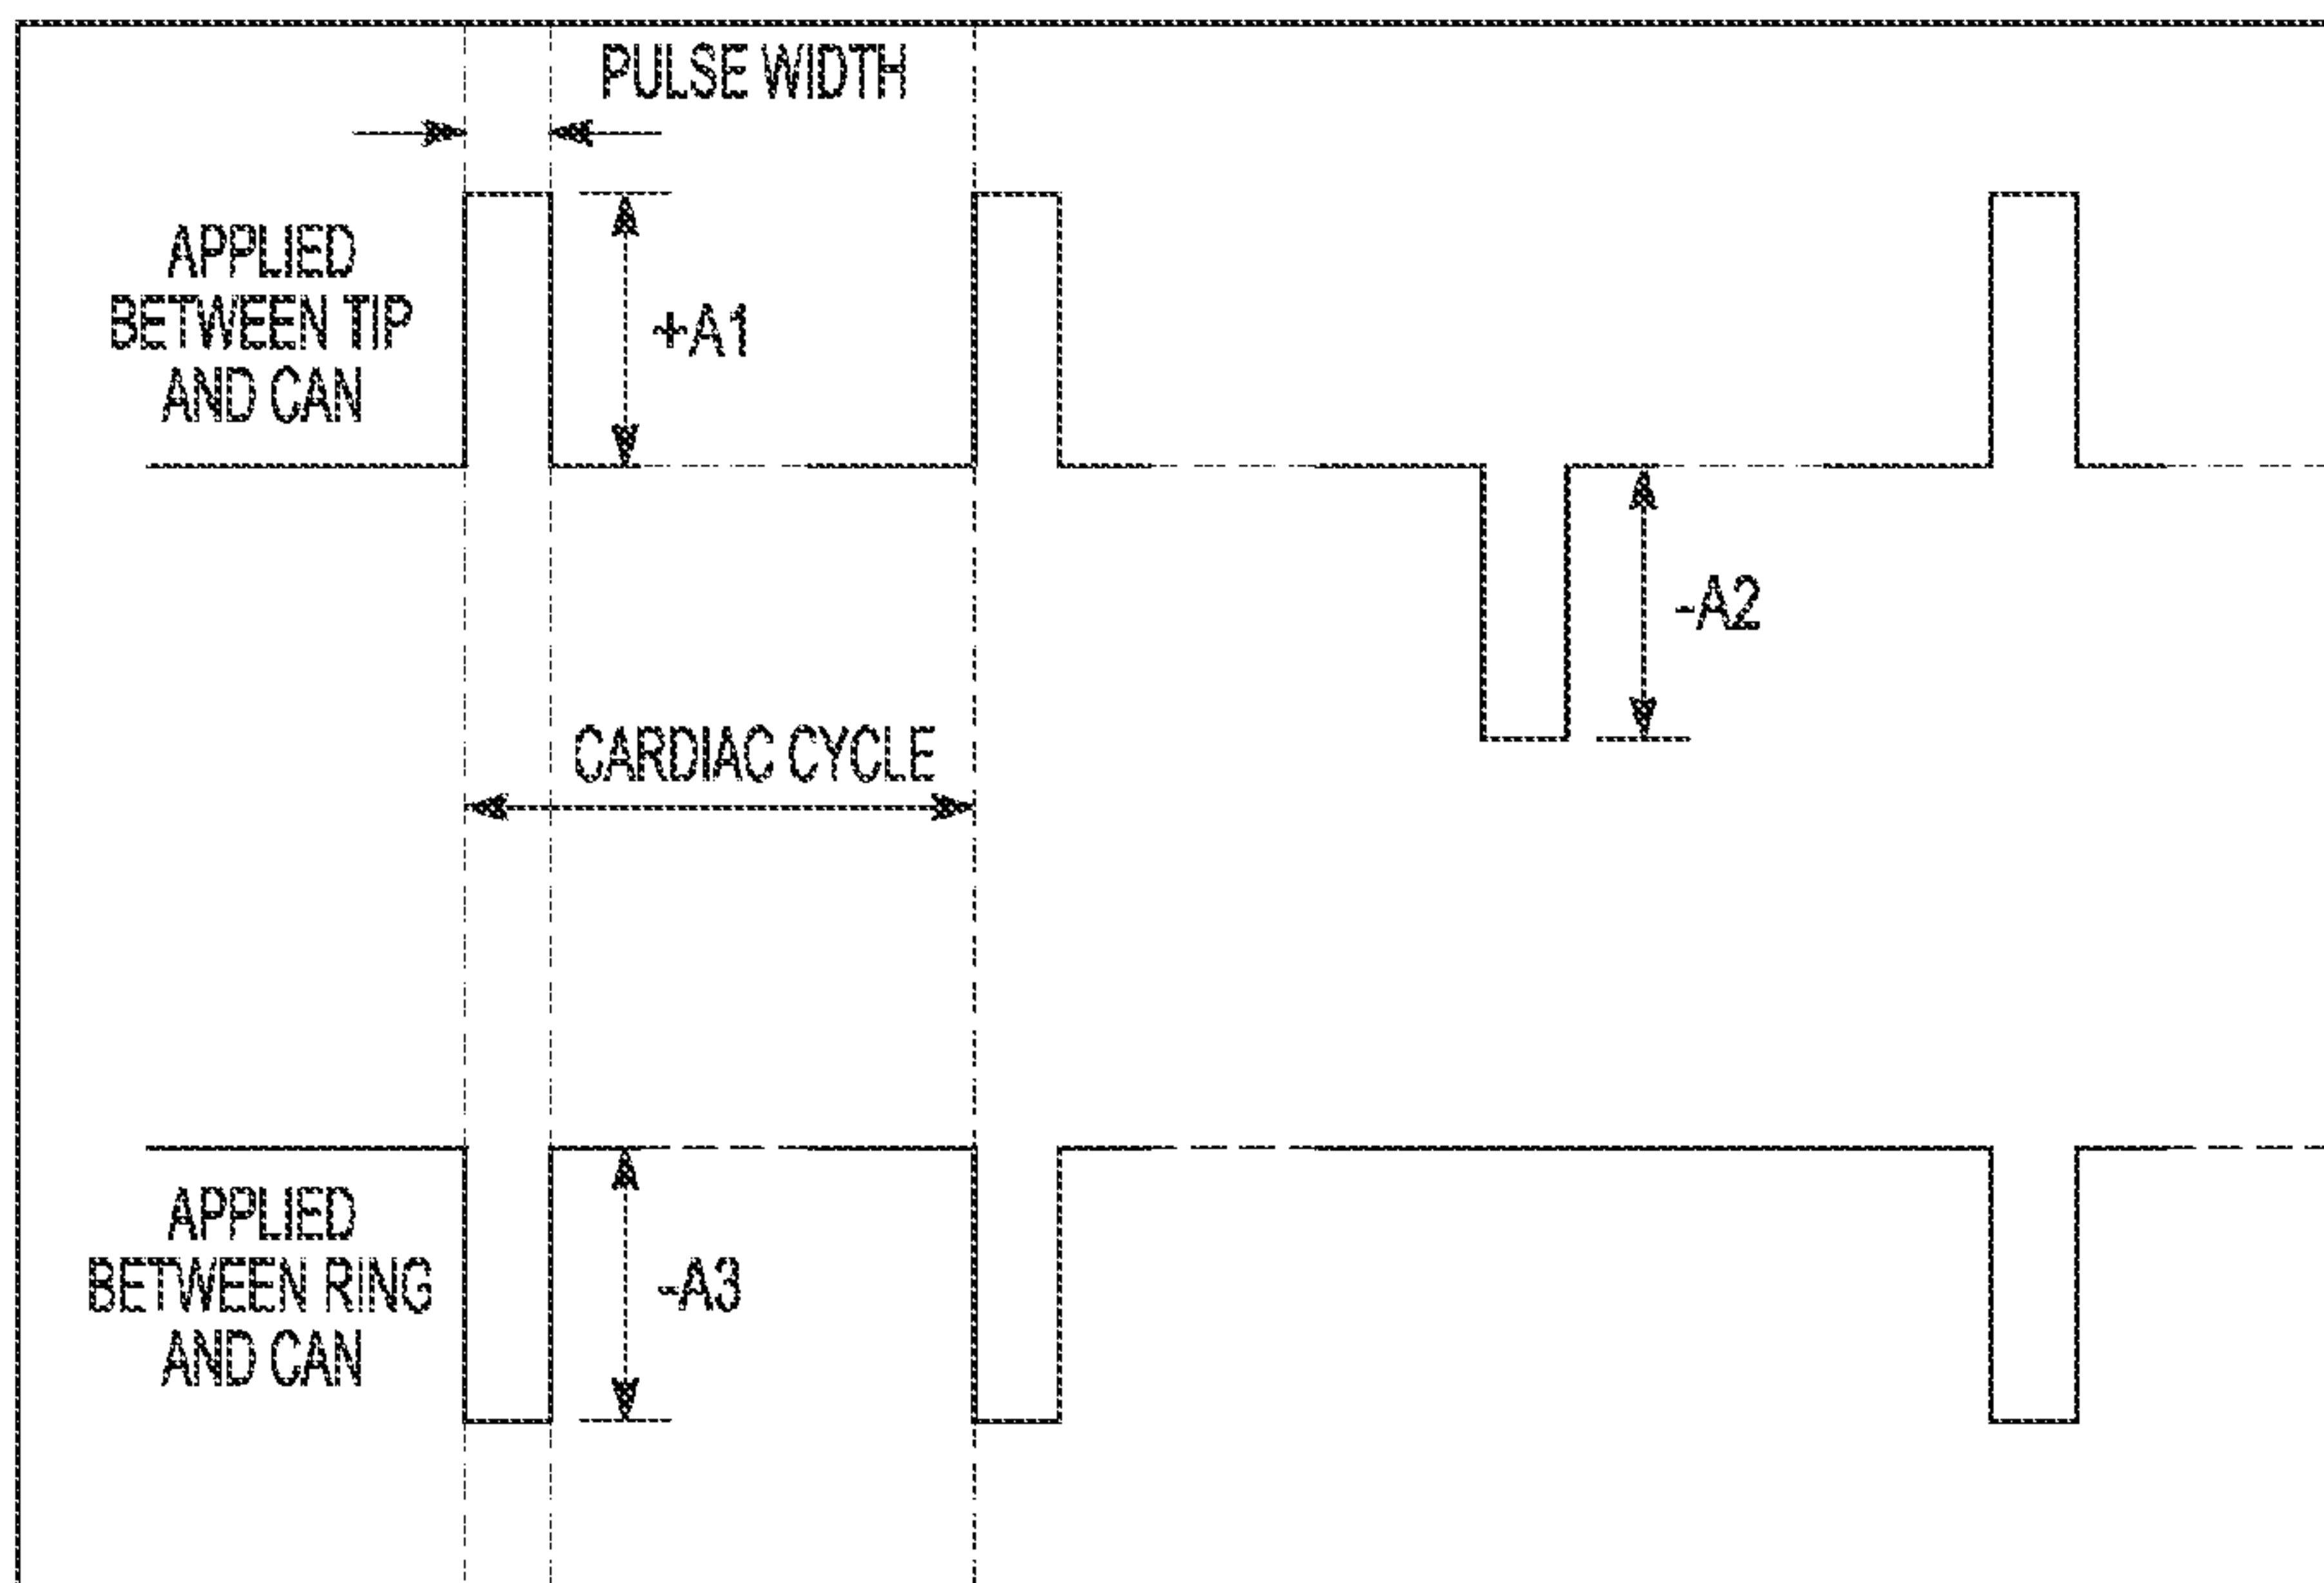 PULSE WIDTH
APPLIED
BETWEEN TIP
AND CAN
+A1
-A2
CARDIAC CYCLE
APPLIED
BETWEEN RING
AND CAN
-A3